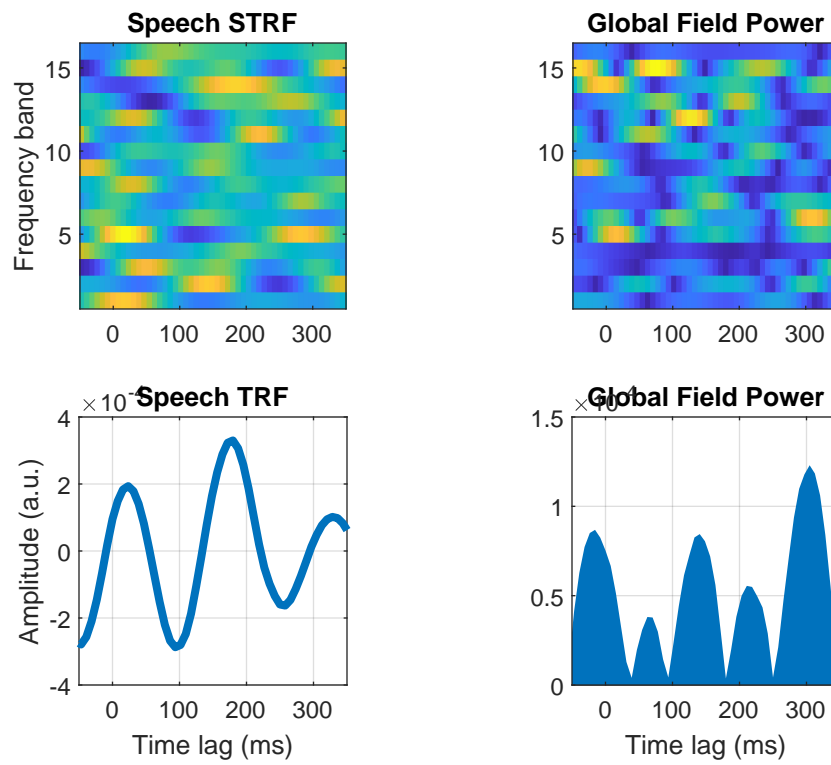 Speech STRF
Global Field Power
Frequency band
15
10
5
0 100 200 300
15
10
5
0 100 200 300
Speech TRF
× 10⁻⁴
Amplitude (a.u.)
4
2
0
-2
-4
0 100 200 300
Time lag (ms)
Global Field Power
1.5
1
0.5
0
0 100 200 300
Time lag (ms)